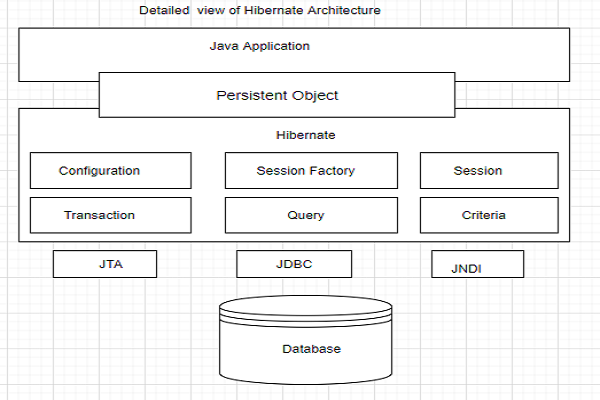 Detailed view of Hibernate Architecture
Java Application
Persistent Object
Hibernate
Configuration
Session Factory
Session
Transaction
Query
Criteria
JTA
JDBC
JNDI
Database